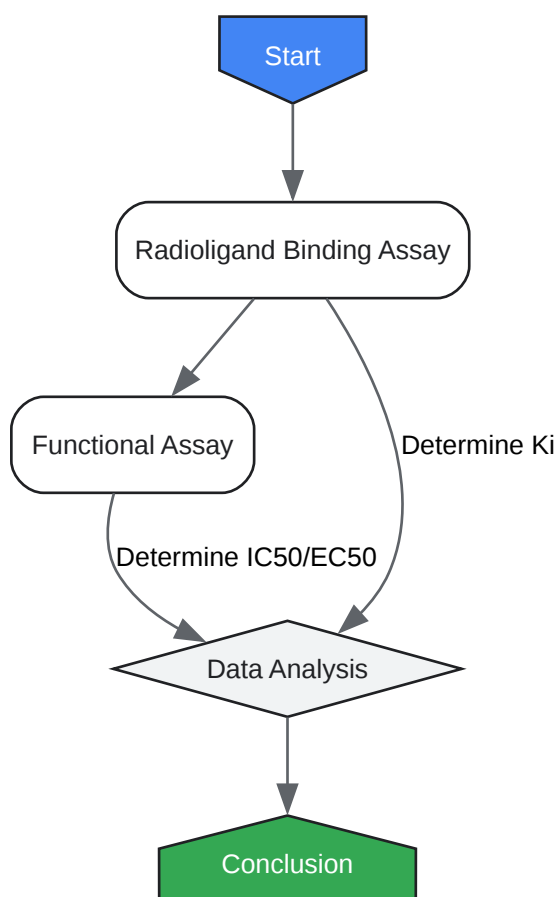 Start
Radioligand Binding Assay
Functional Assay
Determine Ki
Determine IC50/EC50
Data Analysis
Conclusion